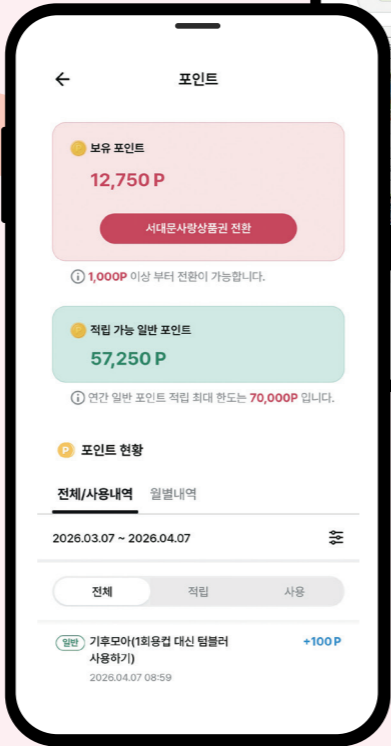 포인트
보유 포인트
12,750 P
서대문사랑상품권 전환
1,000P 이상 부터 전환이 가능합니다.
적립 가능 일반 포인트
57,250 P
연간 일반 포인트 적립 최대 한도는 70,000P 입니다.
P 포인트 현황
전체/사용내역 월별내역
2026.03.07 ~ 2026.04.07
전체 적립 사용
일반 기후모아(1회용컵 대신 텀블러 +100 P
사용하기)
2026.04.07 08:59